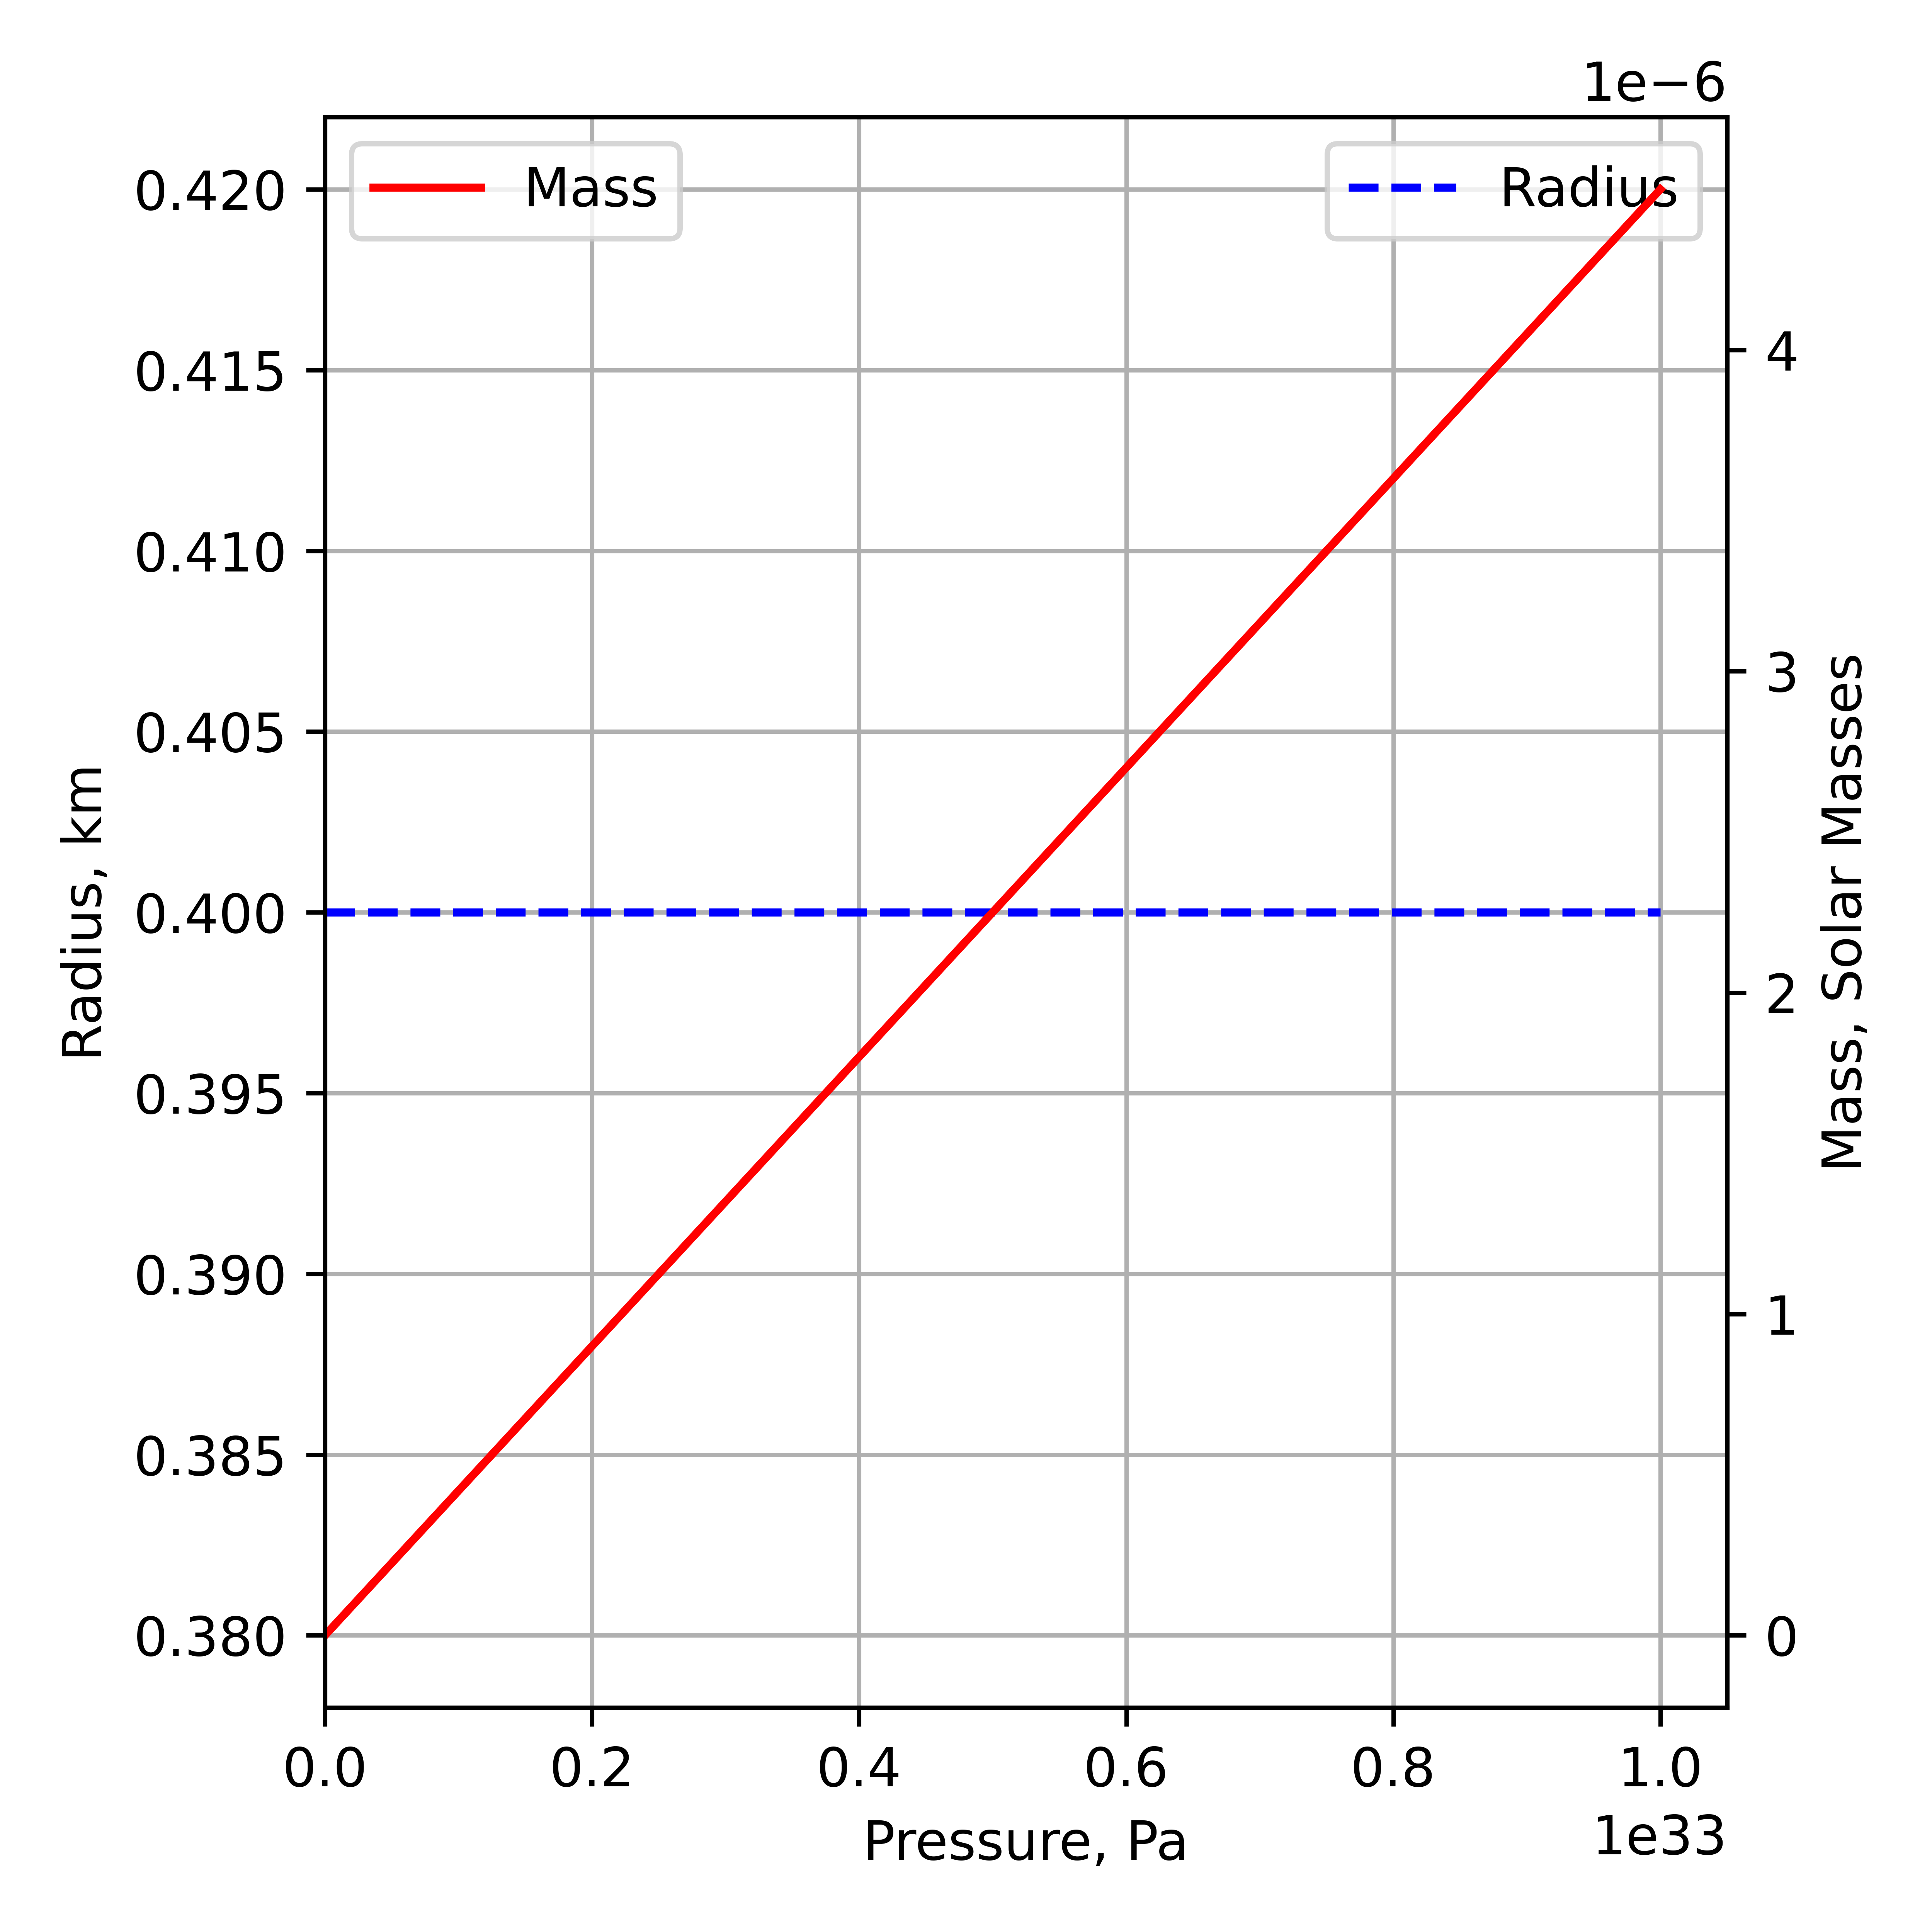 1e−6
Mass
Radius
0.420
0.415
0.410
0.405
0.400
0.395
0.390
0.385
0.380
Radius, km
4
3
2
1
0
Mass, Solar Masses
0.0 0.2 0.4 0.6 0.8 1.0
1e33
Pressure, Pa